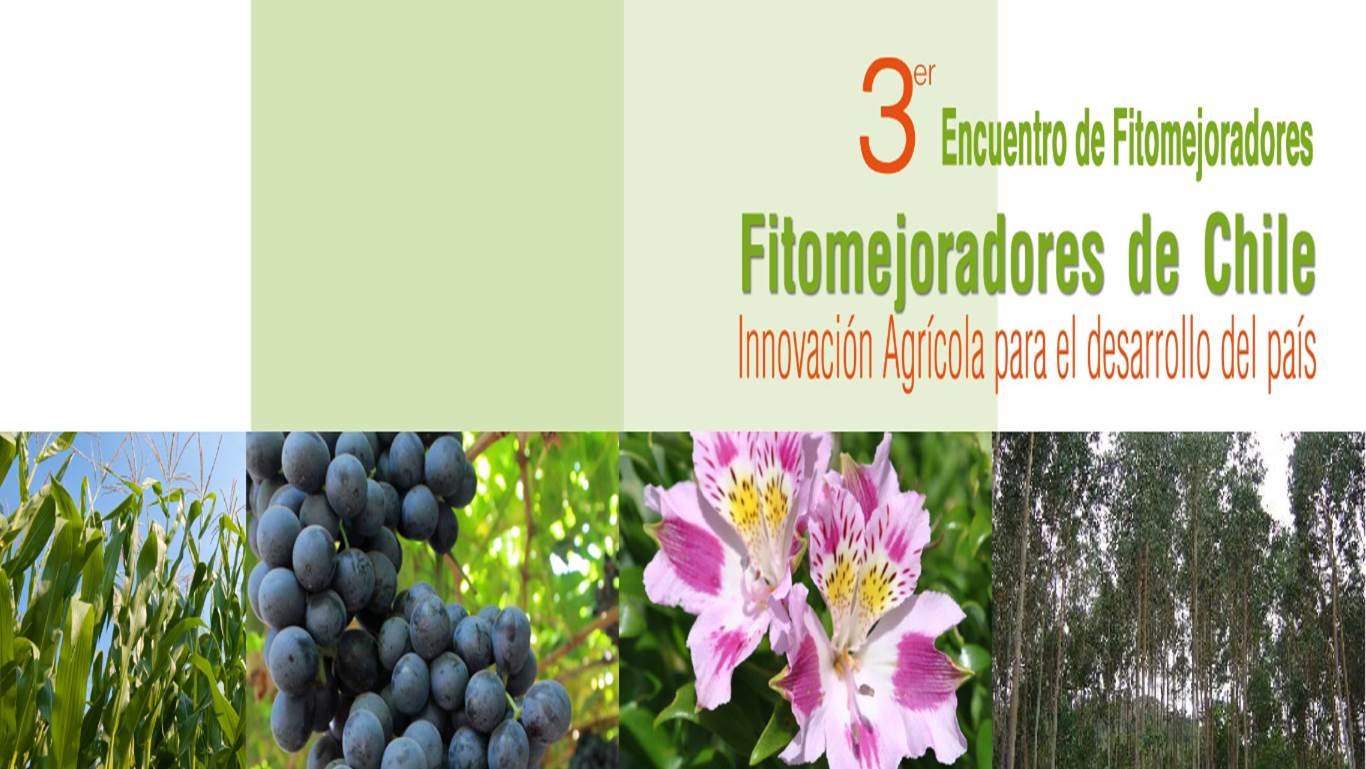 3er Encuentro de Fitomejoradores
Fitomejoradores de Chile
Innovación Agrícola para el desarrollo del país